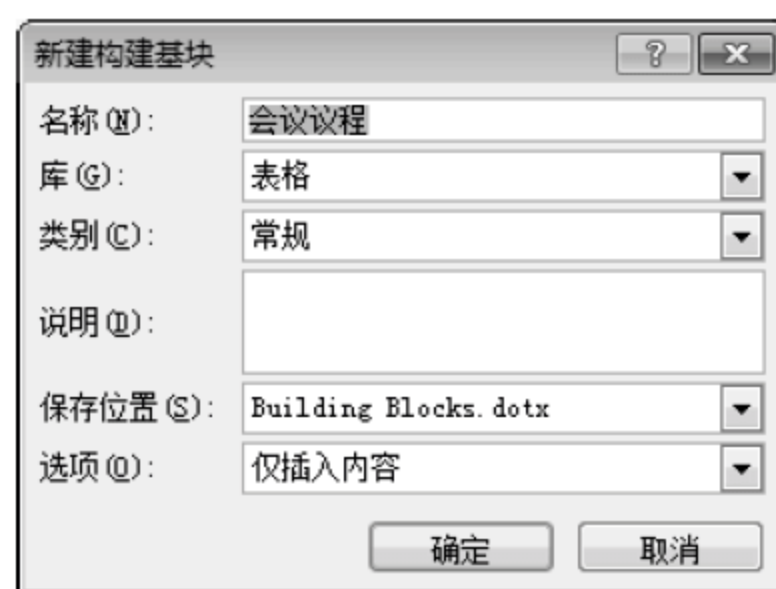 新建构建基块
名称(N): 会议议程
库(G): 表格
类别(C): 常规
说明(D):
保存位置(S): Building Blocks.dotx
选项(O): 仅插入内容
确定 取消